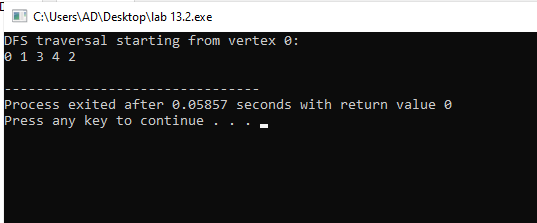 C:\Users\AD\Desktop\lab 13.2.exe
DFS traversal starting from vertex 0:
0 1 3 4 2
--------------------------------
Process exited after 0.05857 seconds with return value 0
Press any key to continue . . .